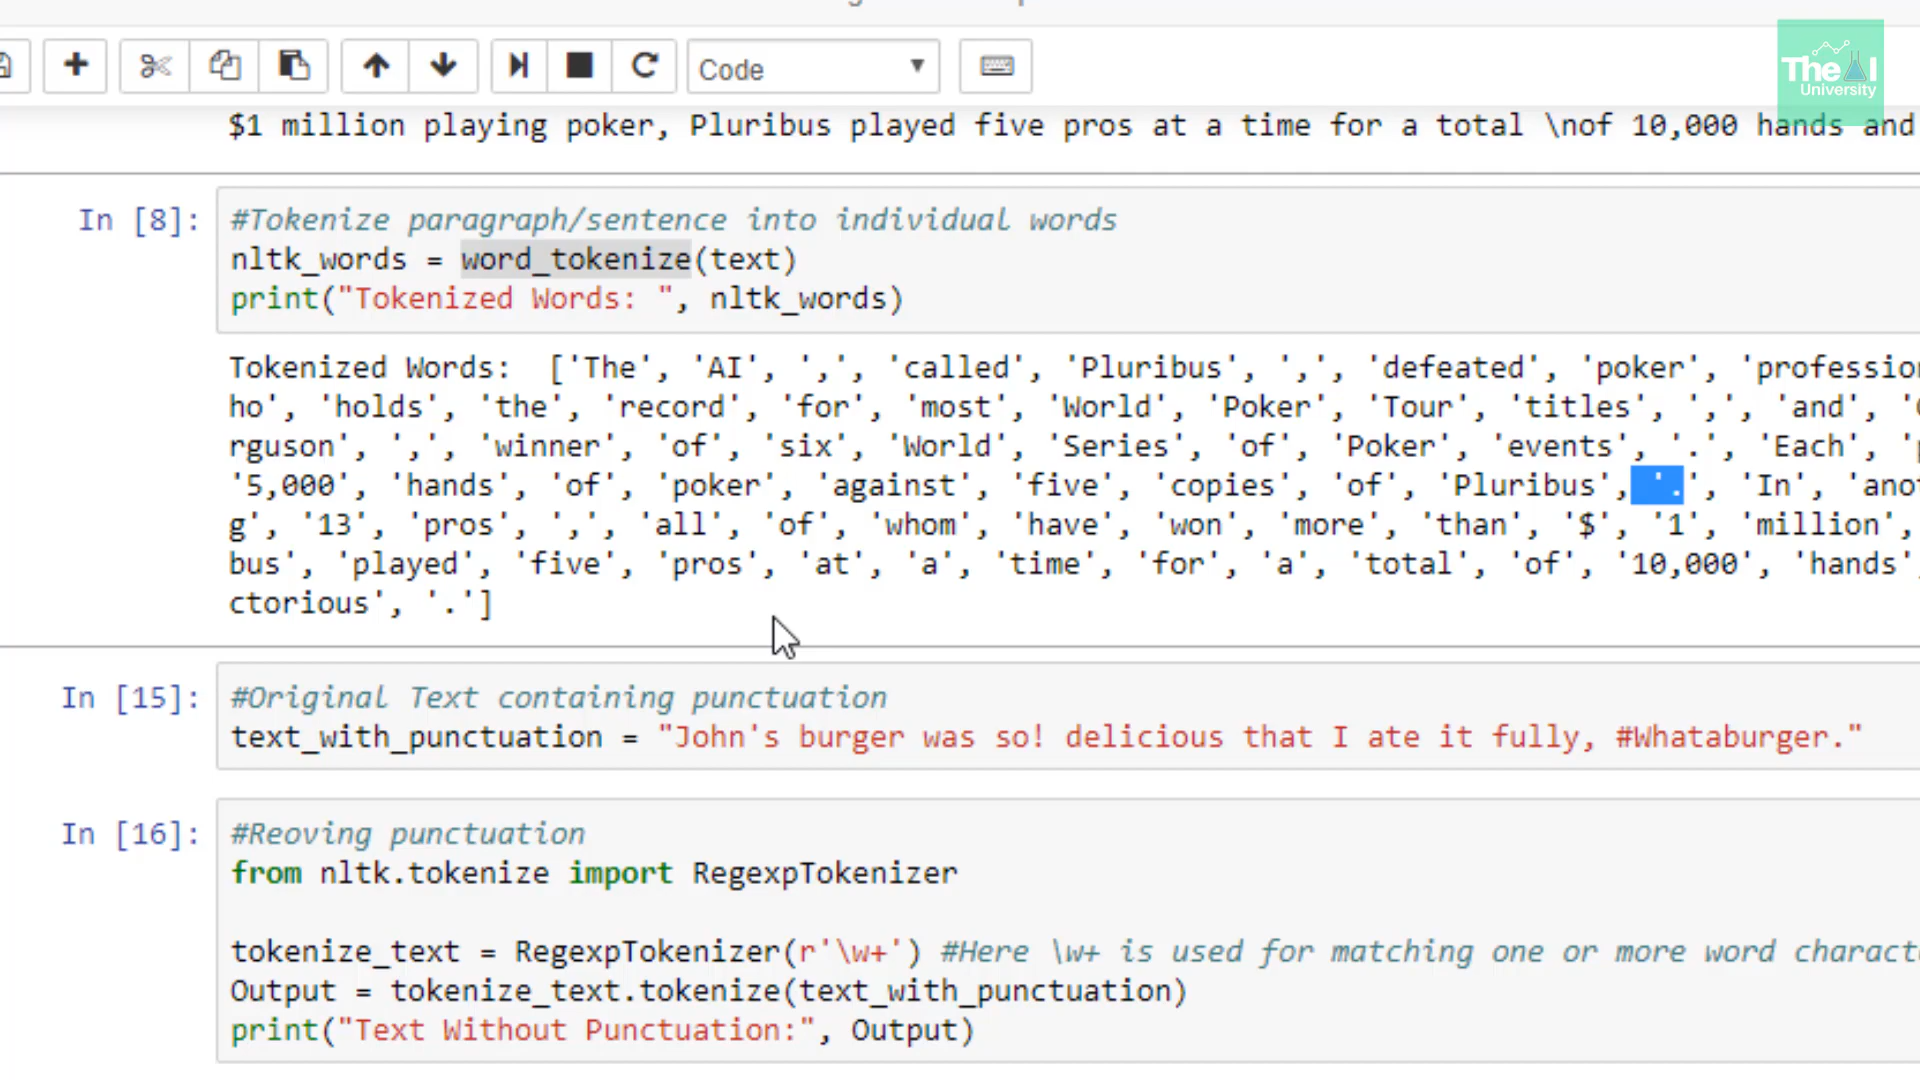 Code
The AI
University
$1 million playing poker, Pluribus played five pros at a time for a total \nof 10,000 hands and
In [8]:
#Tokenize paragraph/sentence into individual words
nltk_words = word_tokenize(text)
print("Tokenized Words: ", nltk_words)
Tokenized Words:  ['The', 'AI', ',', 'called', 'Pluribus', ',', 'defeated', 'poker', 'profession
ho', 'holds', 'the', 'record', 'for', 'most', 'World', 'Poker', 'Tour', 'titles', ',', 'and', '
rguson', ',', 'winner', 'of', 'six', 'World', 'Series', 'of', 'Poker', 'events', '.', 'Each', 'p
'5,000', 'hands', 'of', 'poker', 'against', 'five', 'copies', 'of', 'Pluribus', '.', 'In', 'anot
g', '13', 'pros', ',', 'all', 'of', 'whom', 'have', 'won', 'more', 'than', '$', '1', 'million',
bus', 'played', 'five', 'pros', 'at', 'a', 'time', 'for', 'a', 'total', 'of', '10,000', 'hands',
ctorious', '.']
In [15]:
#Original Text containing punctuation
text_with_punctuation = "John's burger was so! delicious that I ate it fully, #Whataburger."
In [16]:
#Reoving punctuation
from nltk.tokenize import RegexpTokenizer
tokenize_text = RegexpTokenizer(r'\w+') #Here \w+ is used for matching one or more word characte
Output = tokenize_text.tokenize(text_with_punctuation)
print("Text Without Punctuation:", Output)